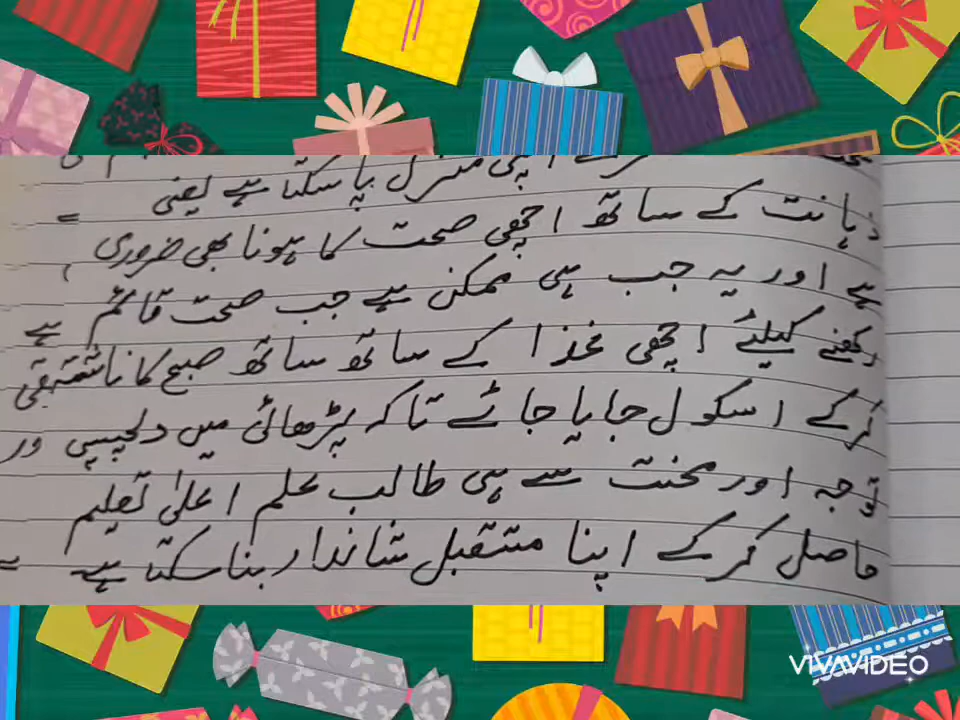 اپنی منزل پا سکتا ہے یعنی
ذہانت کے ساتھ اچھی صحت کا ہونا بھی ضروری
ہے اور یہ جب ہی ممکن ہے جب صحت قائم ہے
رکھنے کیلئے اچھی غذا کے ساتھ ساتھ صبح کا ناشتہ
کرکے اسکول جایا جائے تاکہ پڑھائی میں دلچسپی ور
توجہ اور محنت سے ہی طالب علم اعلیٰ تعلیم
حاصل کرکے اپنا مستقبل شاندار بنا سکتا ہے
VIVAVIDEO